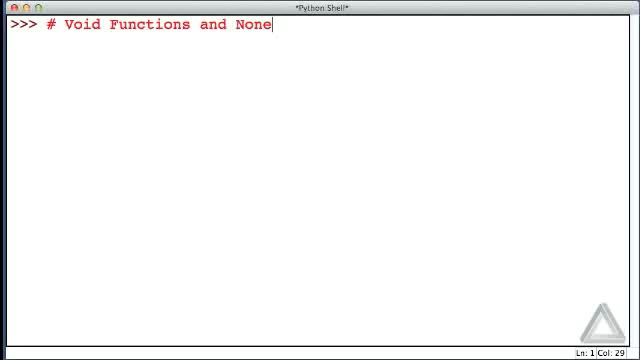 *Python Shell*
>>> # Void Functions and None
Ln: 1 Col: 29